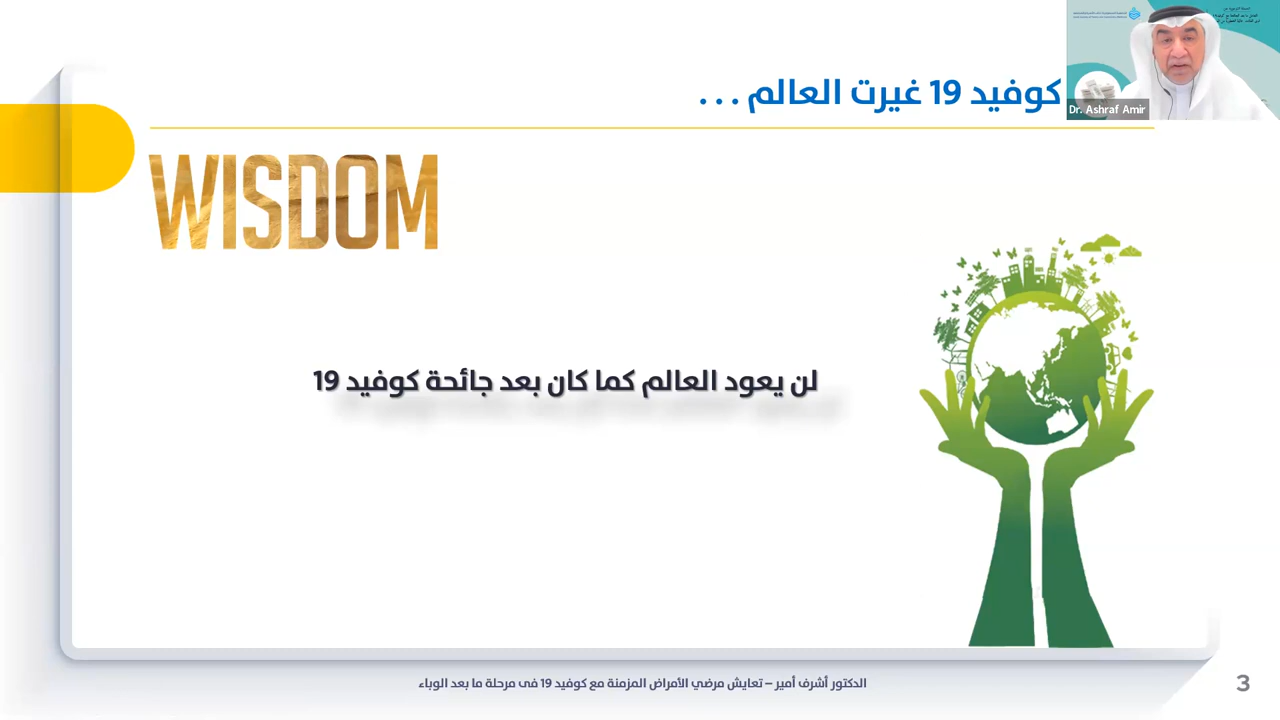 كوفيد 19 غيرت العالم ...
Dr. Ashraf Amir
WISDOM
لن يعود العالم كما كان بعد جائحة كوفيد 19
الدكتور أشرف أمير – تعايش مرضي الأمراض المزمنة مع كوفيد 19 فى مرحلة ما بعد الوباء
3